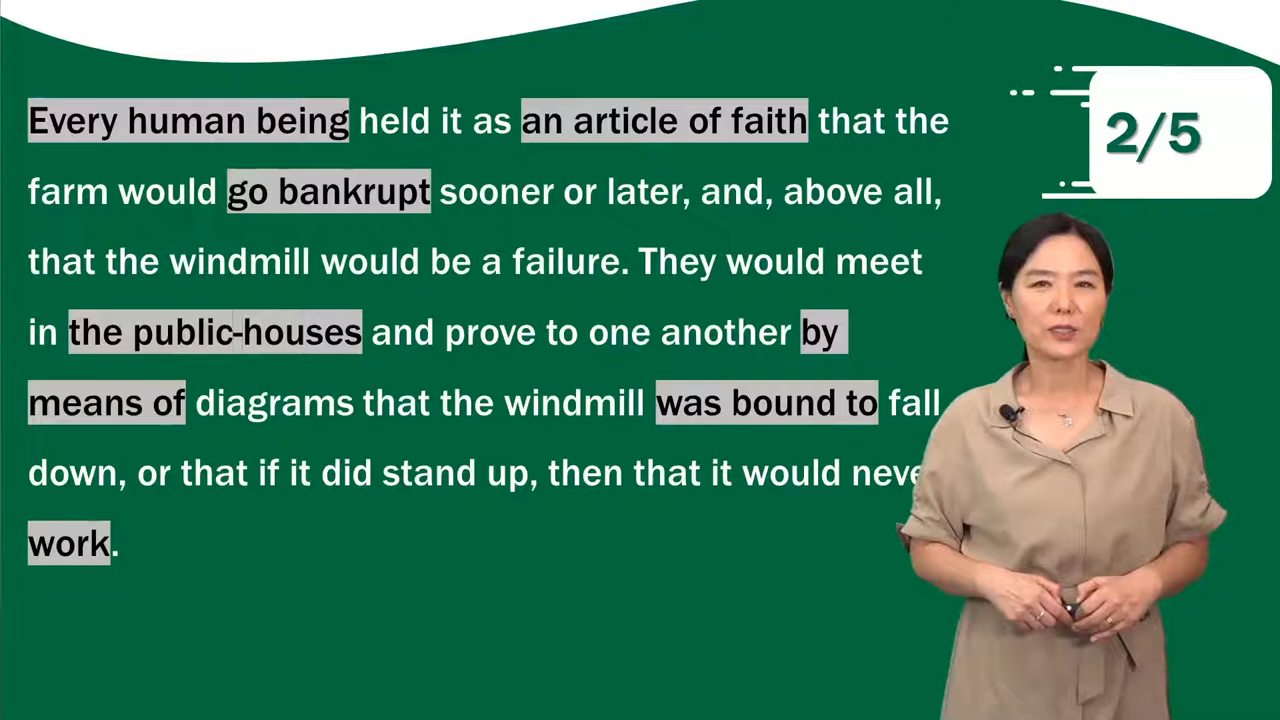 Every human being held it as an article of faith that the
farm would go bankrupt sooner or later, and, above all,
that the windmill would be a failure. They would meet
in the public-houses and prove to one another by
means of diagrams that the windmill was bound to fall
down, or that if it did stand up, then that it would
work.
2/5